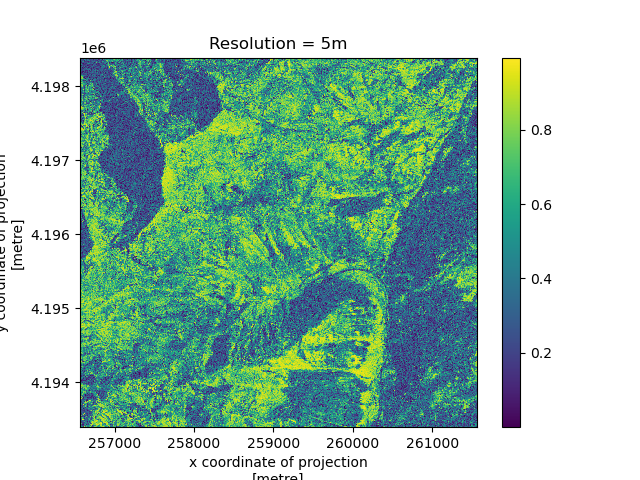 Resolution = 5m
1e6
4.198
4.197
4.196
4.195
4.194
y coordinate of projection
[metre]
257000 258000 259000 260000 261000
x coordinate of projection
[metre]
0.8
0.6
0.4
0.2